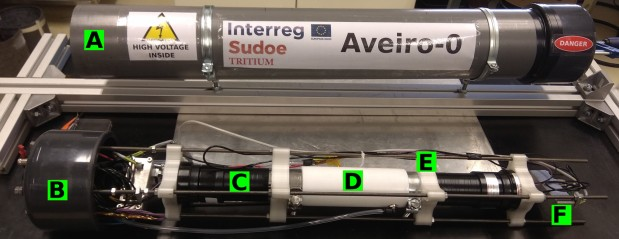 A
HIGH VOLTAGE
INSIDE
Interreg
Sudoe
TRITIUM
Aveiro-0
DANGER
B
C
D
E
F